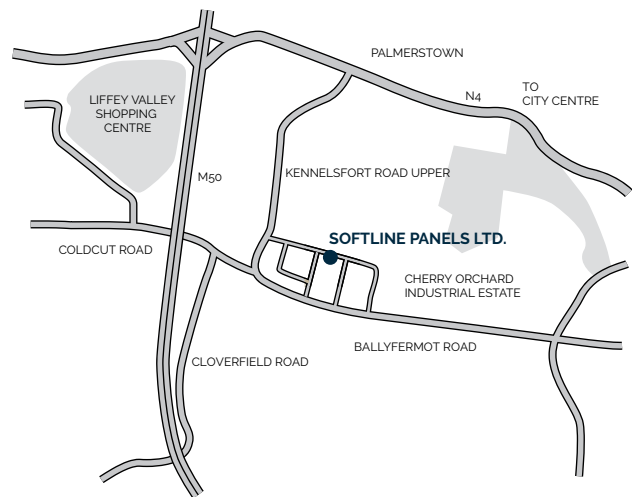 PALMERSTOWN
N4
TO
CITY CENTRE
LIFFEY VALLEY
SHOPPING
CENTRE
M50
KENNELSFORT ROAD UPPER
SOFTLINE PANELS LTD.
COLDCUT ROAD
CHERRY ORCHARD
INDUSTRIAL ESTATE
BALLYFERMOT ROAD
CLOVERFIELD ROAD